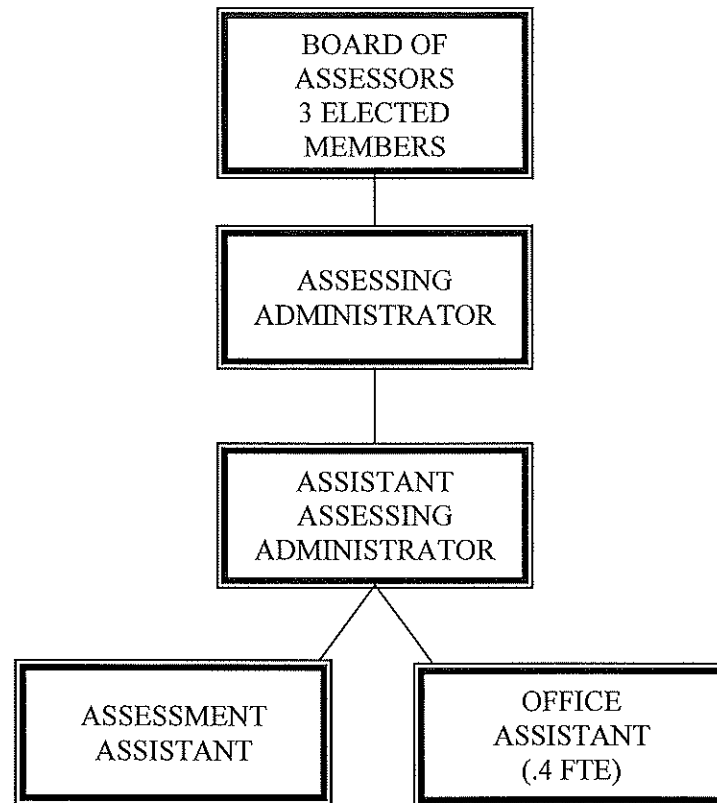 BOARD OF
ASSESSORS
3 ELECTED
MEMBERS
ASSESSING
ADMINISTRATOR
ASSISTANT
ASSESSING
ADMINISTRATOR
ASSESSMENT
ASSISTANT
OFFICE
ASSISTANT
(.4 FTE)